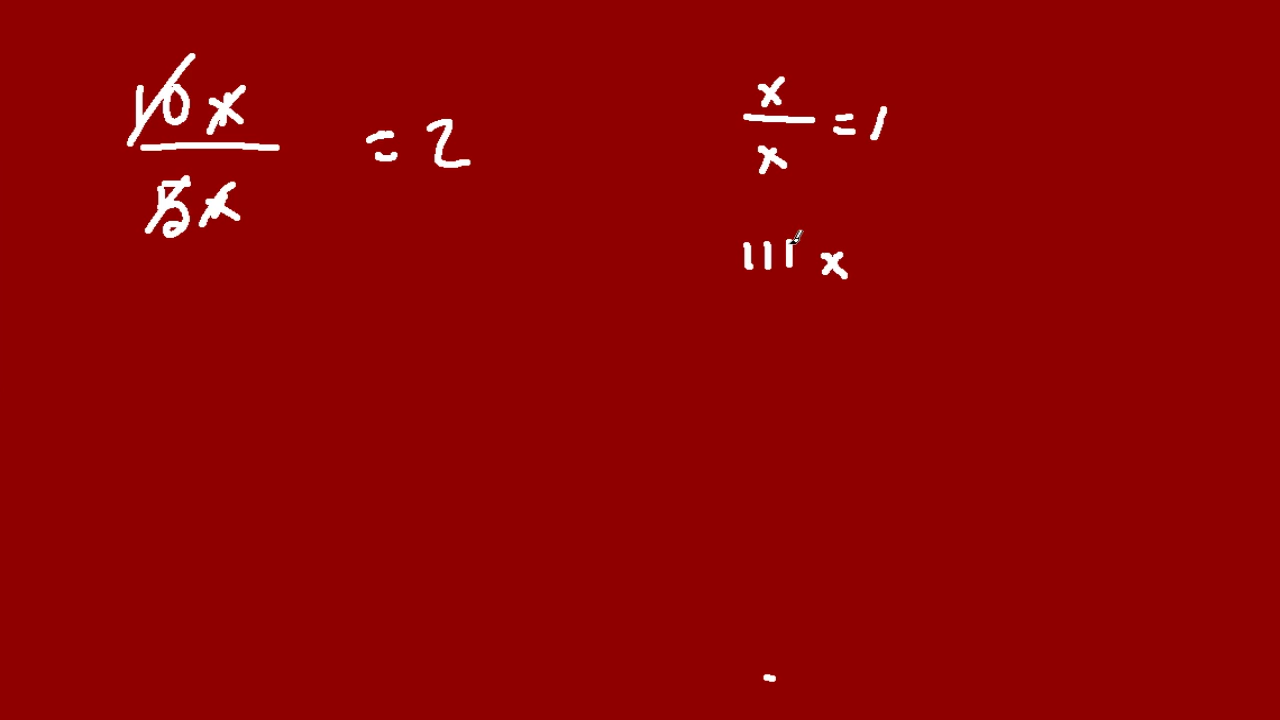 10x
5x
= 2
x
x
= 1
111 x